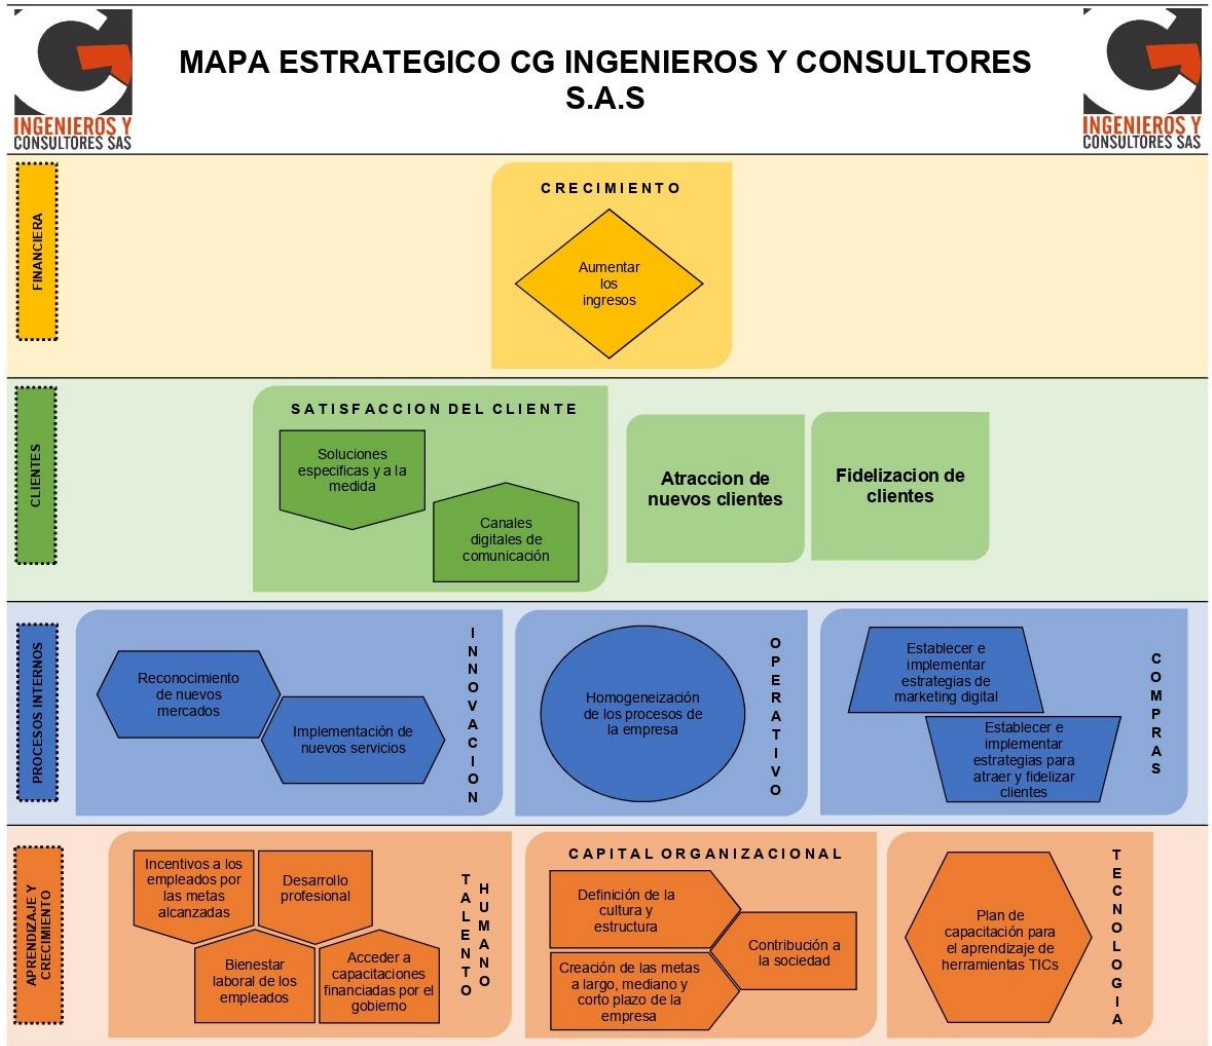 MAPA ESTRATEGICO CG INGENIEROS Y CONSULTORES
S.A.S
INGENIEROS Y
CONSULTORES SAS
INGENIEROS Y
CONSULTORES SAS
FINANCIERA
CRECIMIENTO
Aumentar
los
ingresos
CLIENTES
SATISFACCION DEL CLIENTE
Soluciones
especificas y a la
medida
Canales
digitales de
comunicación
Atraccion de
nuevos clientes
Fidelizacion de
clientes
PROCESOS INTERNOS
INNOVACION
Reconocimiento
de nuevos
mercados
Implementación de
nuevos servicios
OPERATIVO
Homogeneización
de los procesos de
la empresa
COMPRAS
Establecer e
implementar
estrategias de
marketing digital
Establecer e
implementar
estrategias para
atraer y fidelizar
clientes
APRENDIZAJE Y
CRECIMIENTO
TALENTO
HUMANO
Incentivos a los
empleados por
las metas
alcanzadas
Desarrollo
profesional
Bienestar
laboral de los
empleados
Acceder a
capacitaciones
financiadas por el
gobierno
CAPITAL ORGANIZACIONAL
Definición de la
cultura y
estructura
Creación de las metas
a largo, mediano y
corto plazo de la
empresa
Contribución a
la sociedad
TECNOLOGIA
Plan de
capacitación para
el aprendizaje de
herramientas TICs